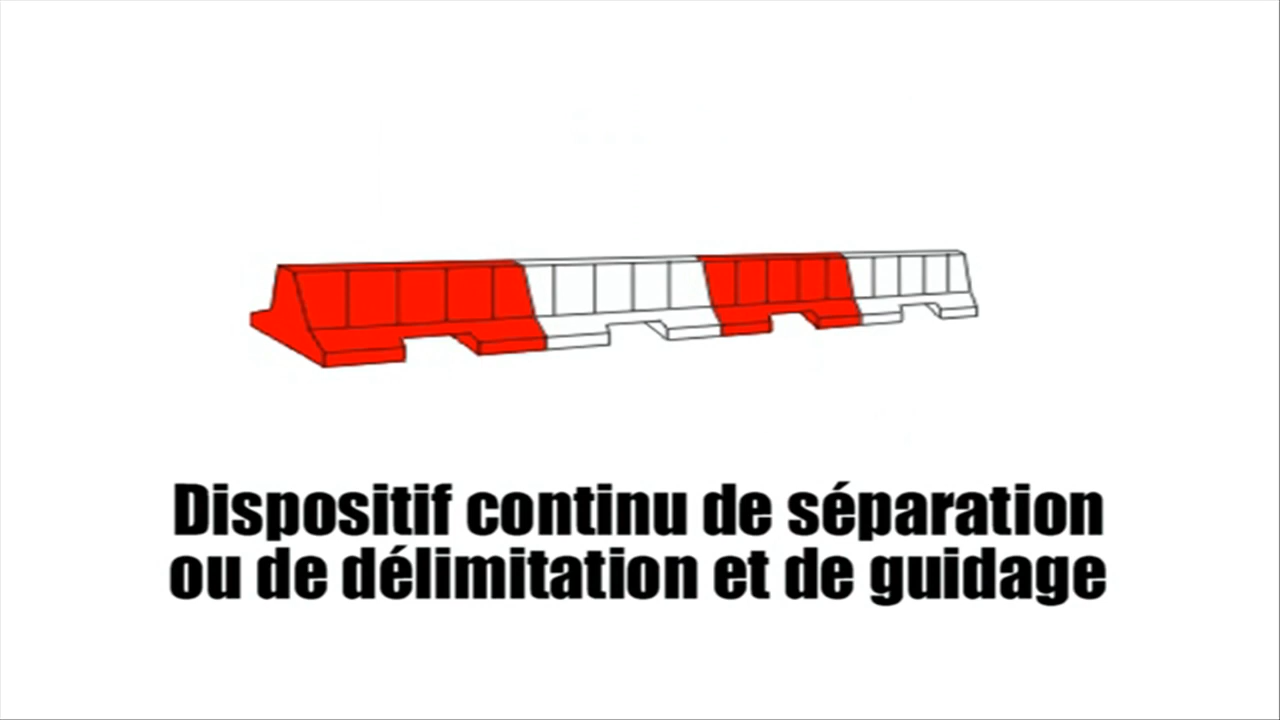 Dispositif continu de séparation
ou de délimitation et de guidage